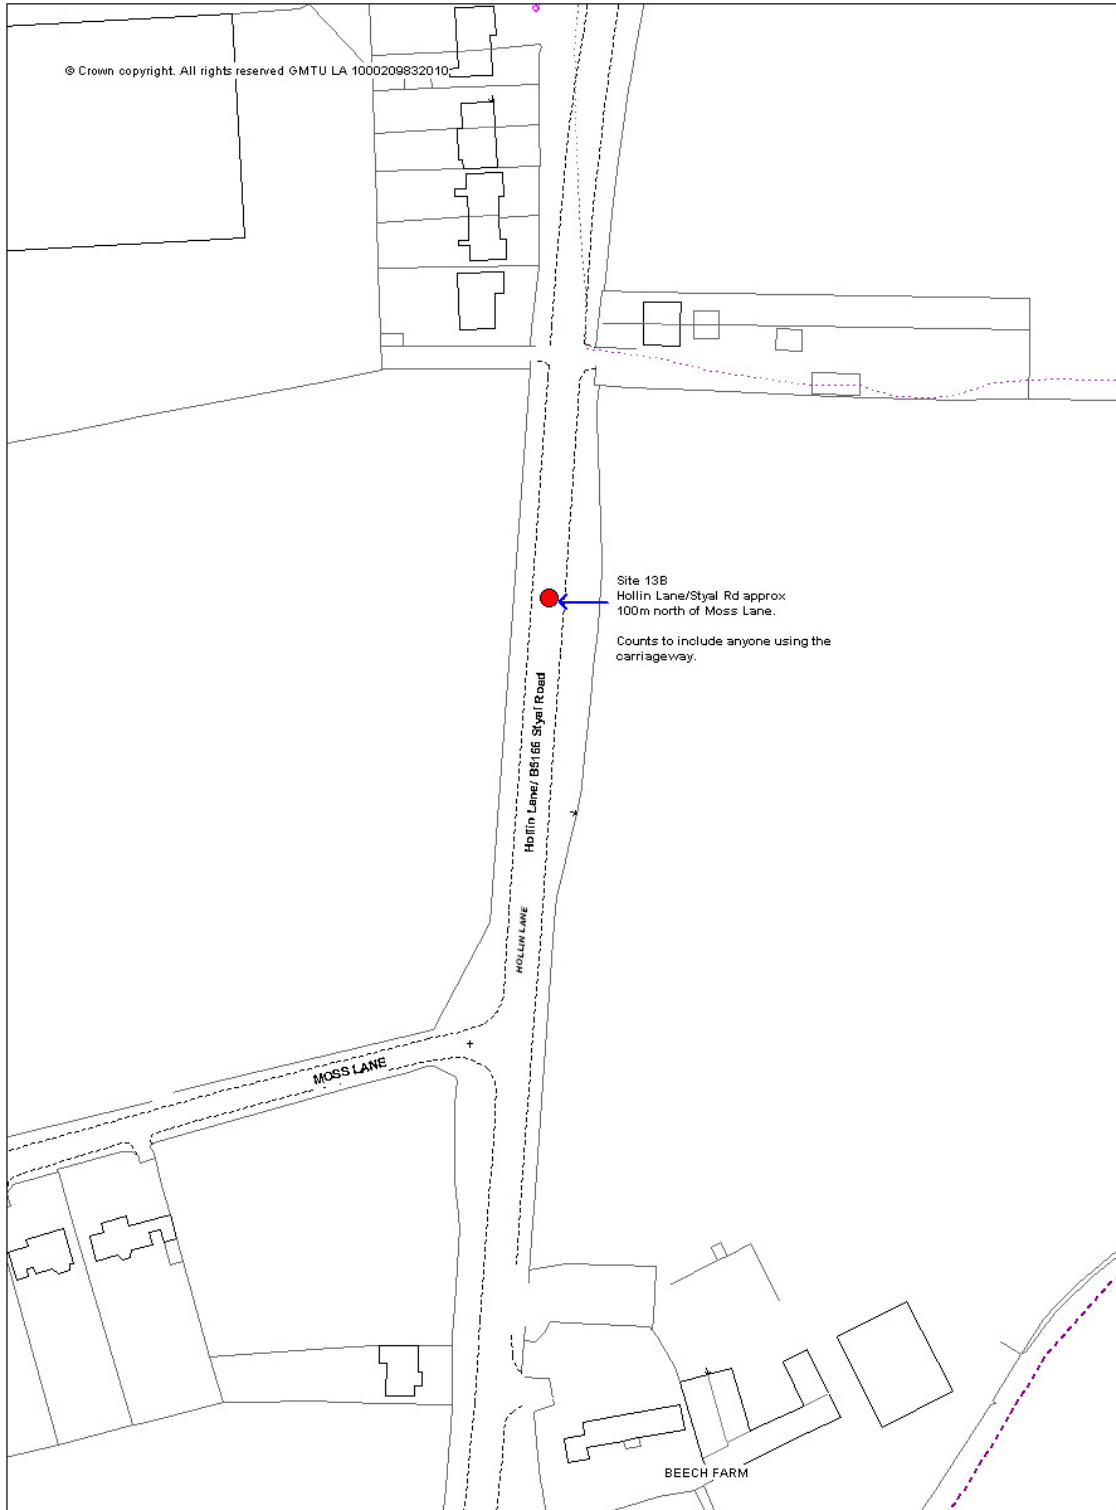 © Crown copyright. All rights reserved GMTU LA 1000209832010
Site 13B
Hollin Lane/Styal Rd approx
100m north of Moss Lane.
Counts to include anyone using the
carriageway.
Hollin Lane/ B5166 Styal Road
HOLLIN LANE
MOSS LANE
BEECH FARM